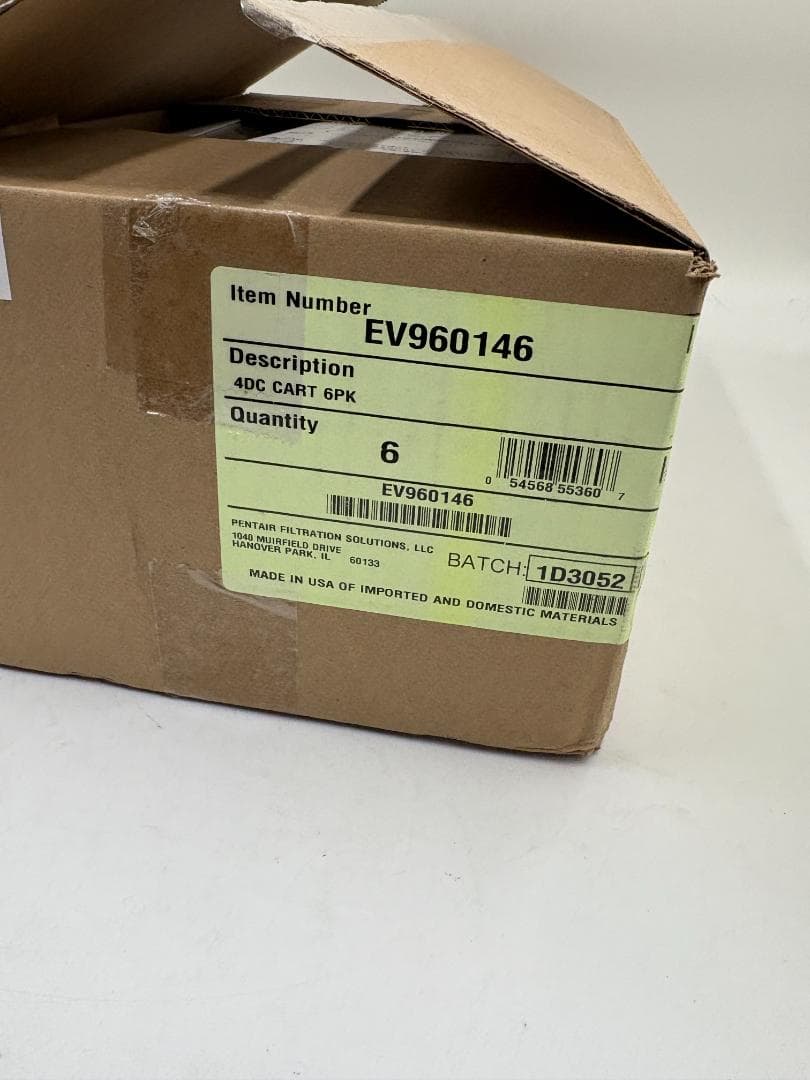 Item Number
EV960146
Description
4DC CART 6PK
Quantity
6
0 54568 55360 7
EV960146
PENTAIR FILTRATION SOLUTIONS, LLC
1040 MUIRFIELD DRIVE
HANOVER PARK, IL 60133
BATCH: 1D3052
MADE IN USA OF IMPORTED AND DOMESTIC MATERIALS